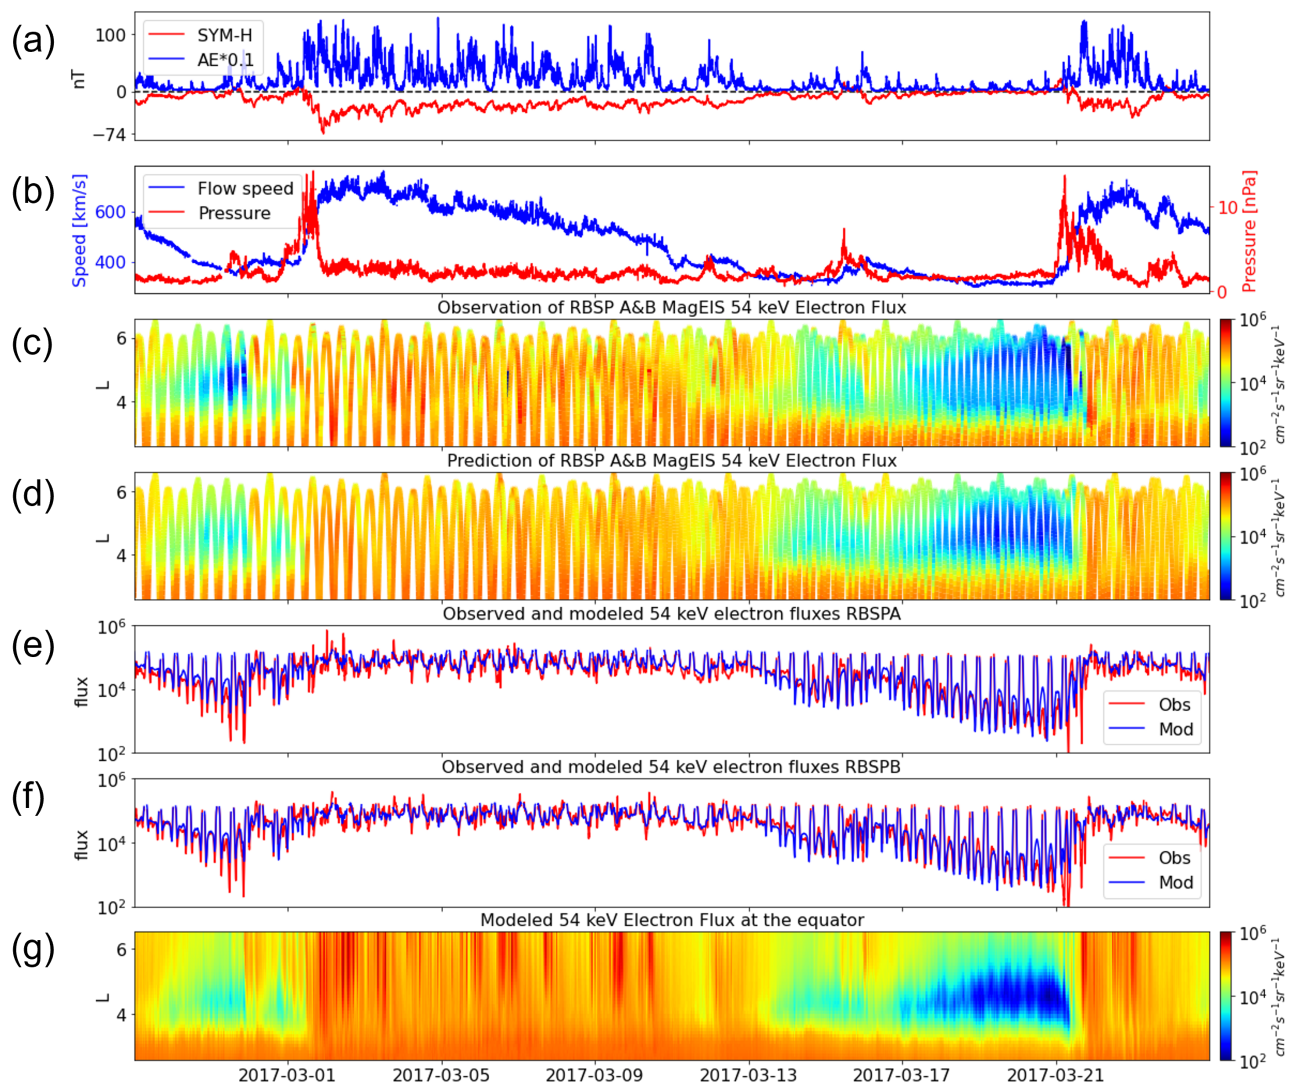 (a)
100
0
−74
nT
SYM-H
AE*0.1
(b)
Speed [km/s]
600
400
Flow speed
Pressure
10
0
Pressure [nPa]
Observation of RBSP A&B MagEIS 54 keV Electron Flux
(c)
6
4
L
10⁶
10⁴
10²
cm⁻²s⁻¹sr⁻¹keV⁻¹
Prediction of RBSP A&B MagEIS 54 keV Electron Flux
(d)
6
4
L
10⁶
10⁴
10²
cm⁻²s⁻¹sr⁻¹keV⁻¹
Observed and modeled 54 keV electron fluxes RBSPA
(e)
10⁶
10⁴
10²
flux
Obs
Mod
Observed and modeled 54 keV electron fluxes RBSPB
(f)
10⁶
10⁴
10²
flux
Obs
Mod
Modeled 54 keV Electron Flux at the equator
(g)
6
4
L
10⁶
10⁴
10²
cm⁻²s⁻¹sr⁻¹keV⁻¹
2017-03-01 2017-03-05 2017-03-09 2017-03-13 2017-03-17 2017-03-21